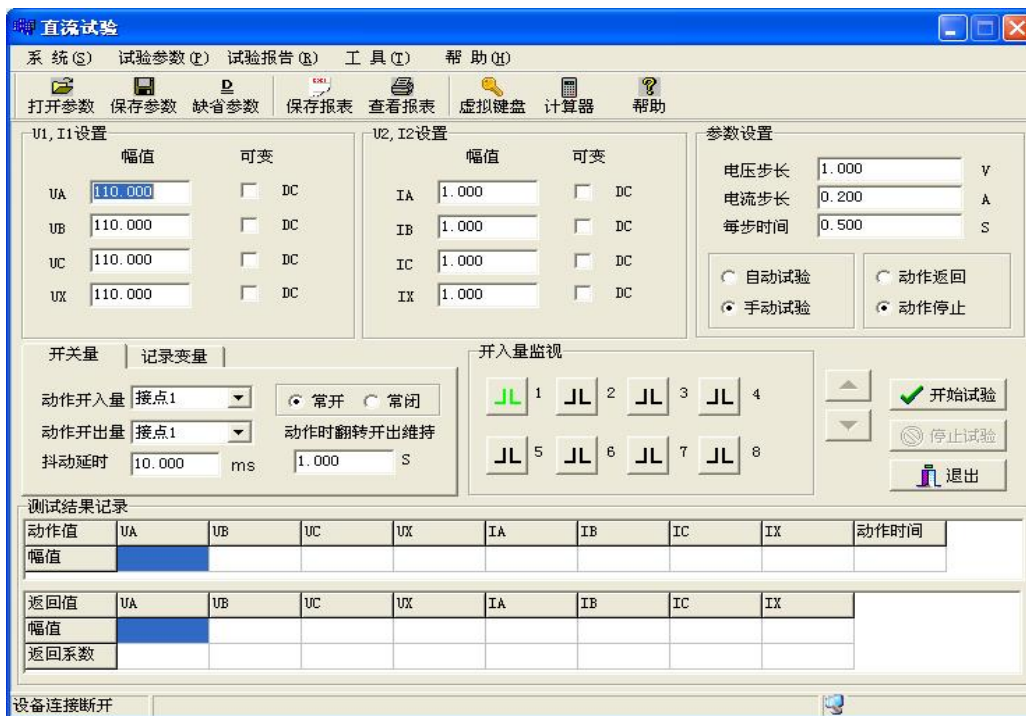 直流试验
系 统(S) 试验参数(P) 试验报告(R) 工 具(T) 帮 助(H)
打开参数 保存参数 缺省参数 保存报表 查看报表 虚拟键盘 计算器 帮助
U1,I1设置 U2,I2设置 参数设置
幅值 可变 幅值 可变
UA 110.000 DC IA 1.000 DC 电压步长 1.000 V
UB 110.000 DC IB 1.000 DC 电流步长 0.200 A
每步时间 0.500 S
UC 110.000 DC IC 1.000 DC
UX 110.000 DC IX 1.000 DC
自动试验 动作返回
手动试验 动作停止
开关量 记录变量 开入量监视
动作开入量 接点1 常开 常闭 1 2 3 4 开始试验
动作开出量 接点1 动作时翻转开出维持 停止试验
抖动延时 10.000 ms 1.000 S 5 6 7 8 退出
测试结果记录
动作值 UA UB UC UX IA IB IC IX 动作时间
幅值
返回值 UA UB UC UX IA IB IC IX
幅值
返回系数
设备连接断开